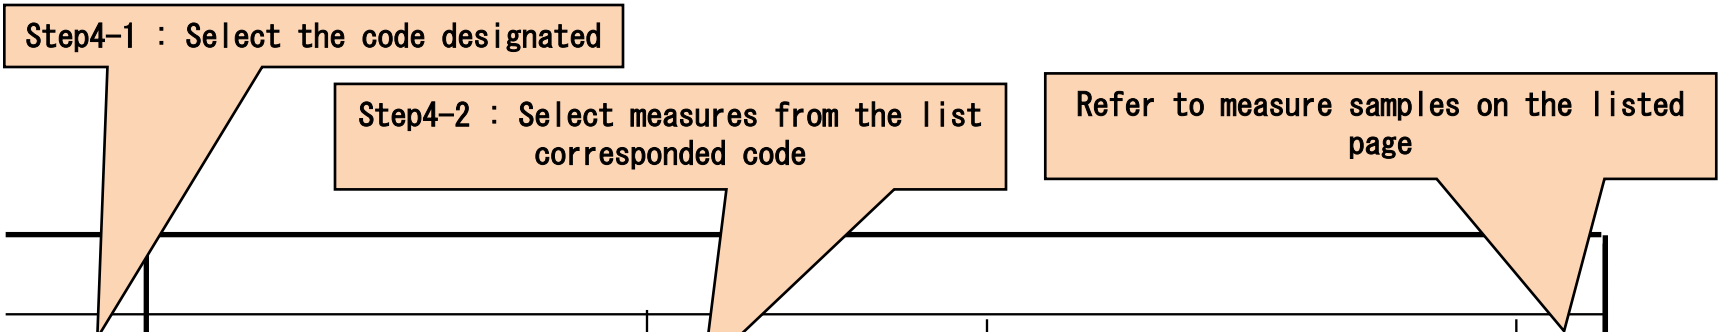 Step4-1 : Select the code designated
Step4-2 : Select measures from the list
corresponded code
Refer to measure samples on the listed
page